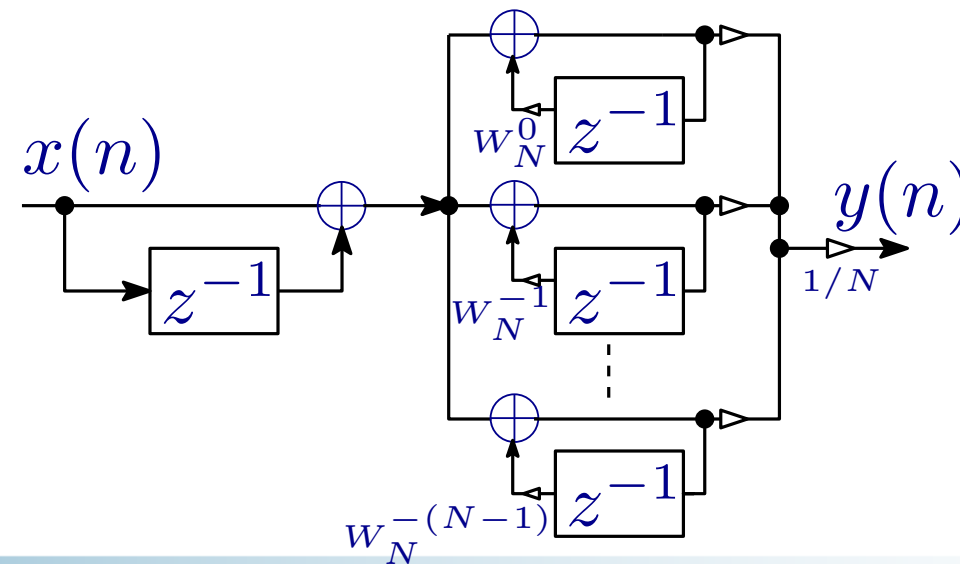 z⁻¹
W_N^0
x(n)
y(n)
z⁻¹
z⁻¹
W_N^{-1}
1/N
z⁻¹
W_N^{-(N-1)}